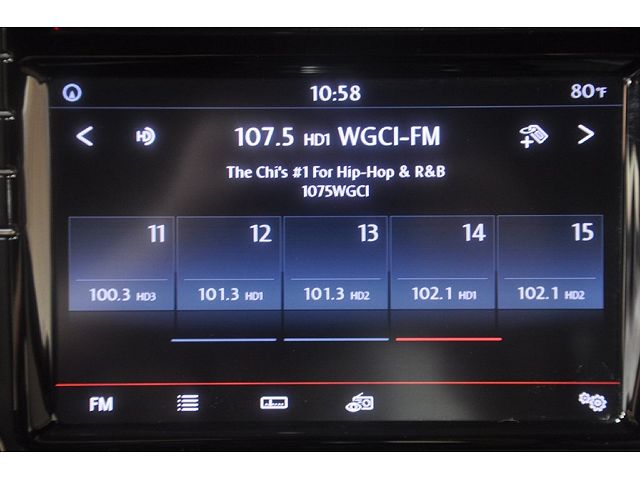 10:58 80°F
HD 107.5 HD1 WGCI-FM
The Chi's #1 For Hip-Hop & R&B
1075WGCI
11 12 13 14 15
100.3 HD3 101.3 HD1 101.3 HD2 102.1 HD1 102.1 HD2
FM